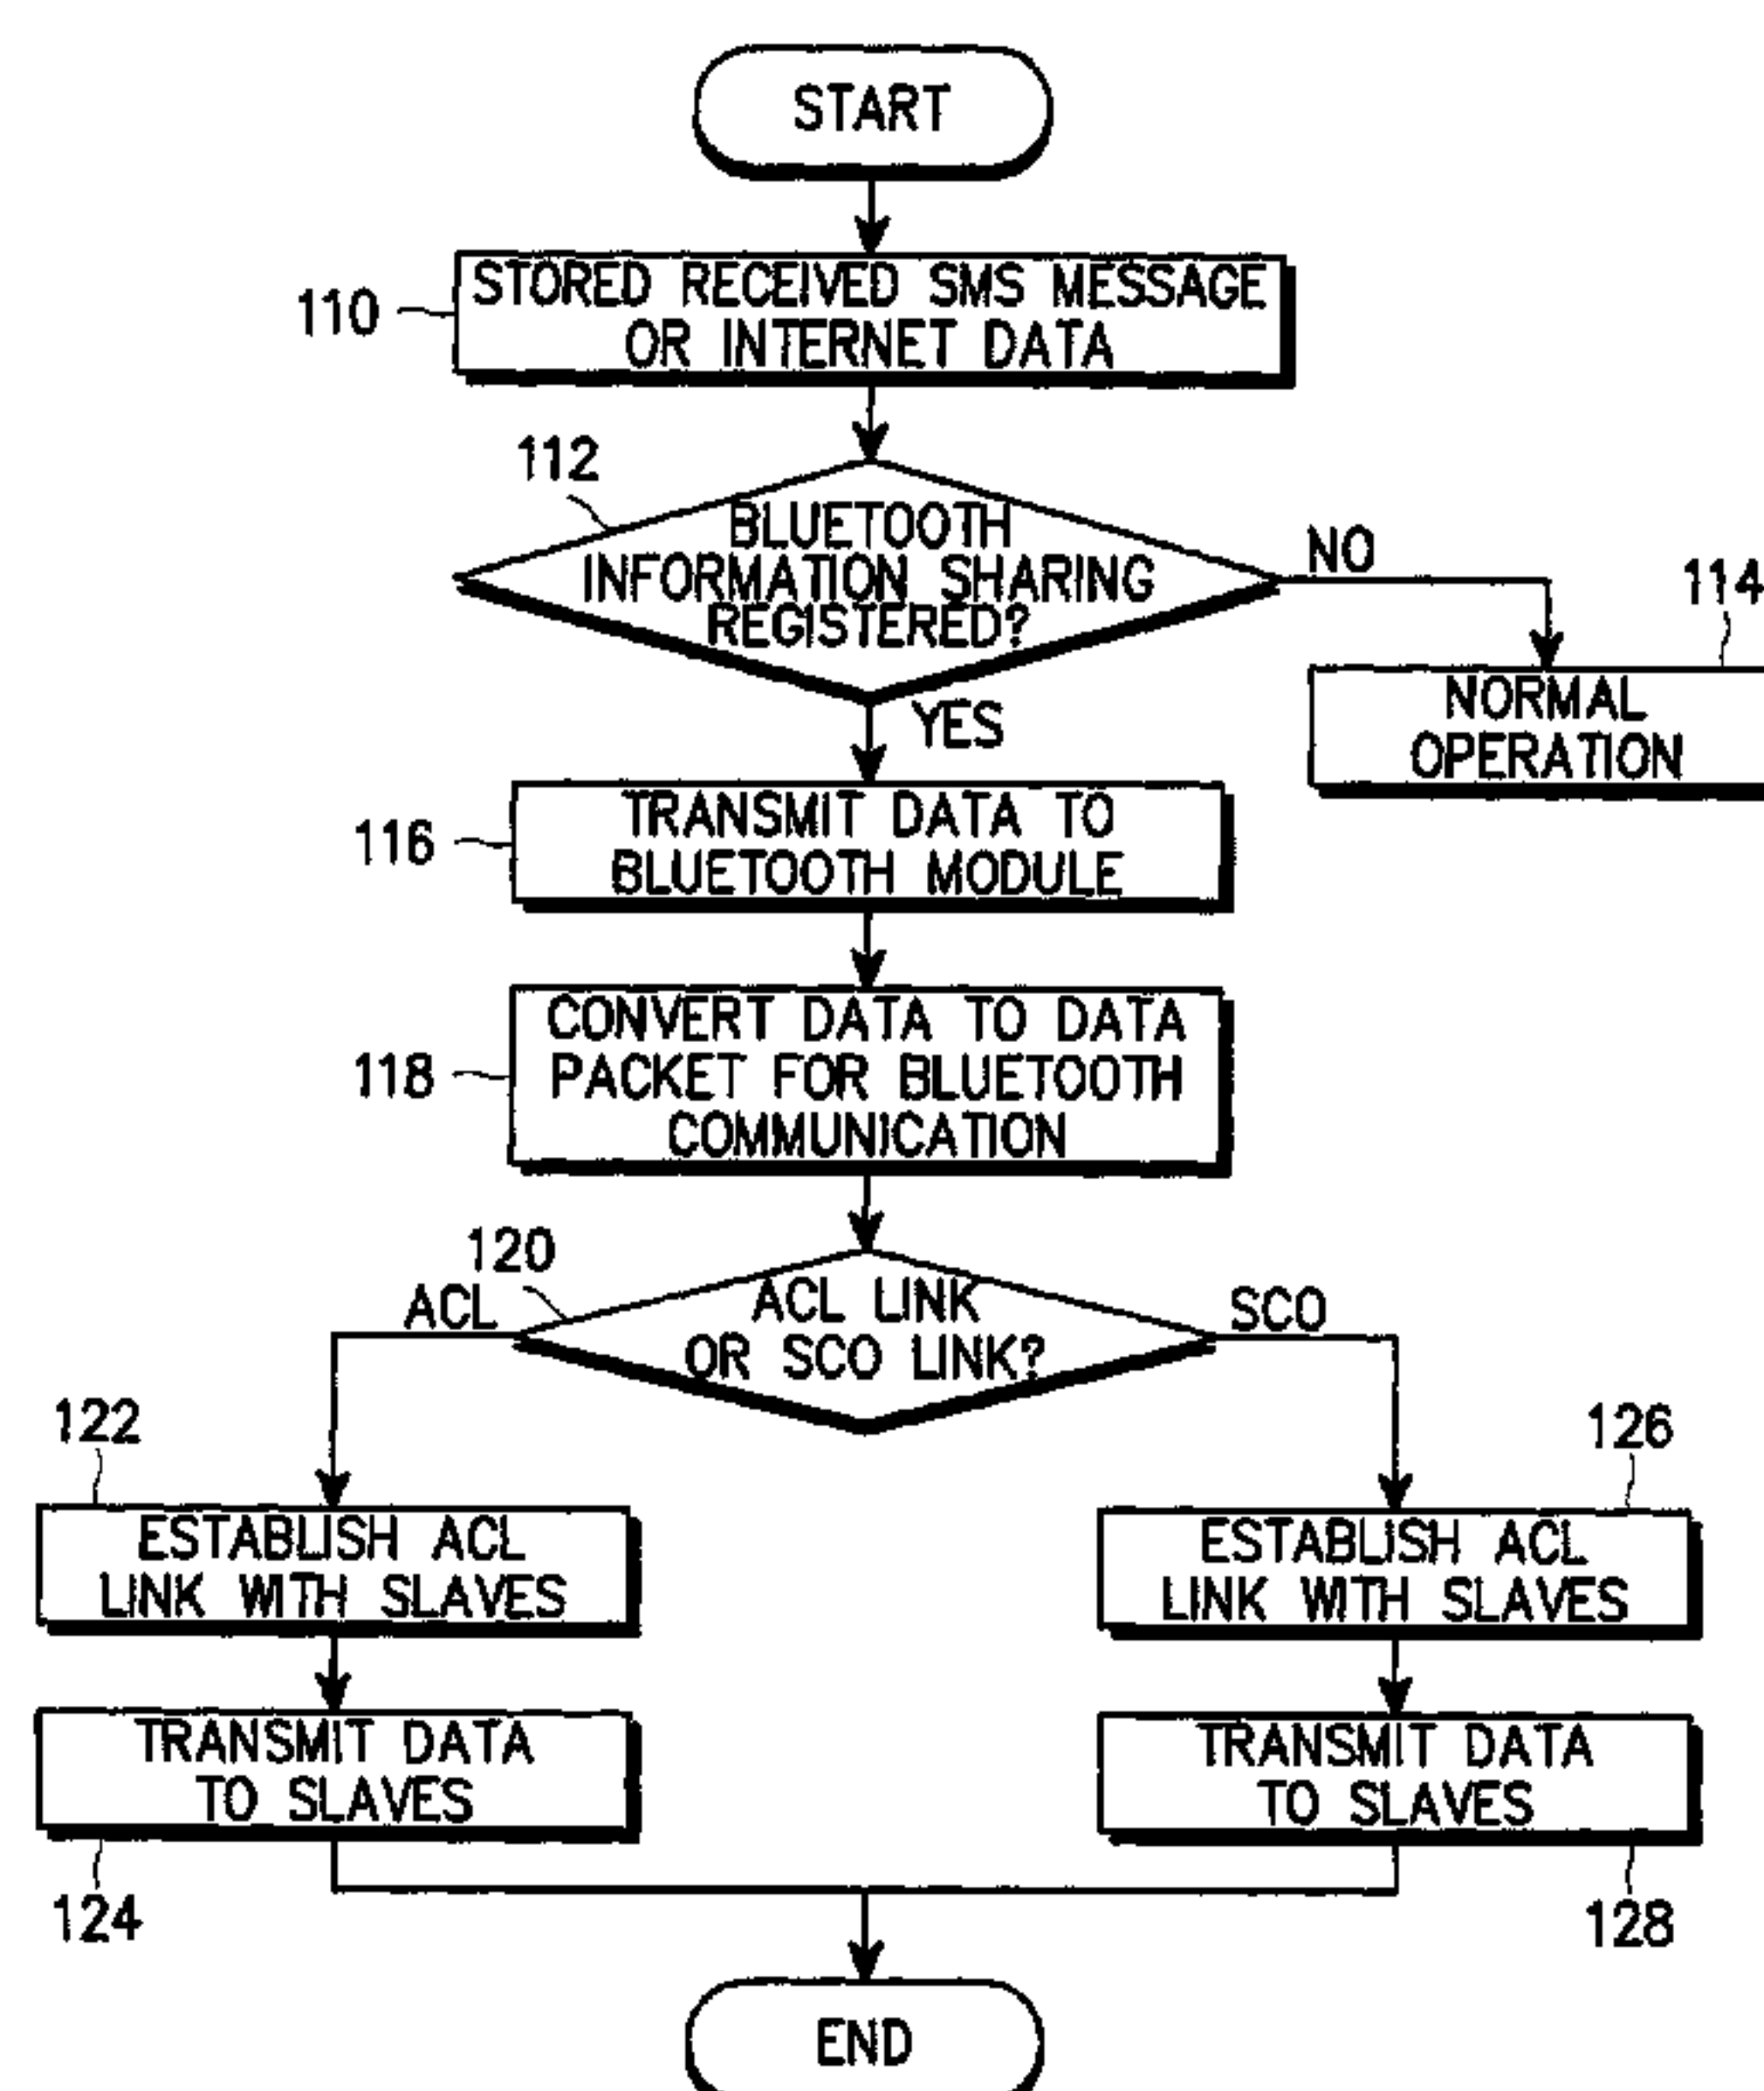 START
110
STORED RECEIVED SMS MESSAGE
OR INTERNET DATA
112
BLUETOOTH
INFORMATION SHARING
REGISTERED?
NO
114
NORMAL
OPERATION
YES
116
TRANSMIT DATA TO
BLUETOOTH MODULE
118
CONVERT DATA TO DATA
PACKET FOR BLUETOOTH
COMMUNICATION
120
ACL
ACL LINK
OR SCO LINK?
SCO
122
ESTABLISH ACL
LINK WITH SLAVES
126
ESTABLISH ACL
LINK WITH SLAVES
TRANSMIT DATA
TO SLAVES
124
TRANSMIT DATA
TO SLAVES
128
END